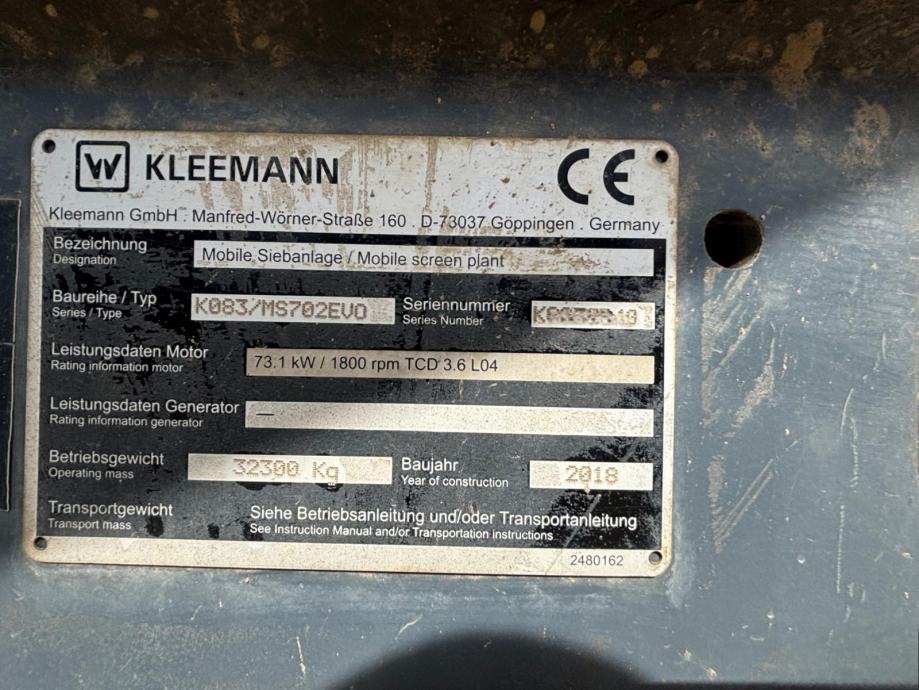 W KLEEMANN CE
Kleemann GmbH . Manfred-Wörner-Straße 160 . D-73037 Göppingen . Germany
Bezeichnung
Designation
Mobile Siebanlage / Mobile screen plant
Baureihe / Typ
Series / Type
K083/MS702EVO
Seriennummer
Series Number
Leistungsdaten Motor
Rating information motor
73.1 kW / 1800 rpm TCD 3.6 L04
Leistungsdaten Generator
Rating information generator
—
Betriebsgewicht
Operating mass
32300 Kg
Baujahr
Year of construction
2018
Transportgewicht
Transport mass
Siehe Betriebsanleitung und/oder Transportanleitung
See Instruction Manual and/or Transportation instructions
2480162